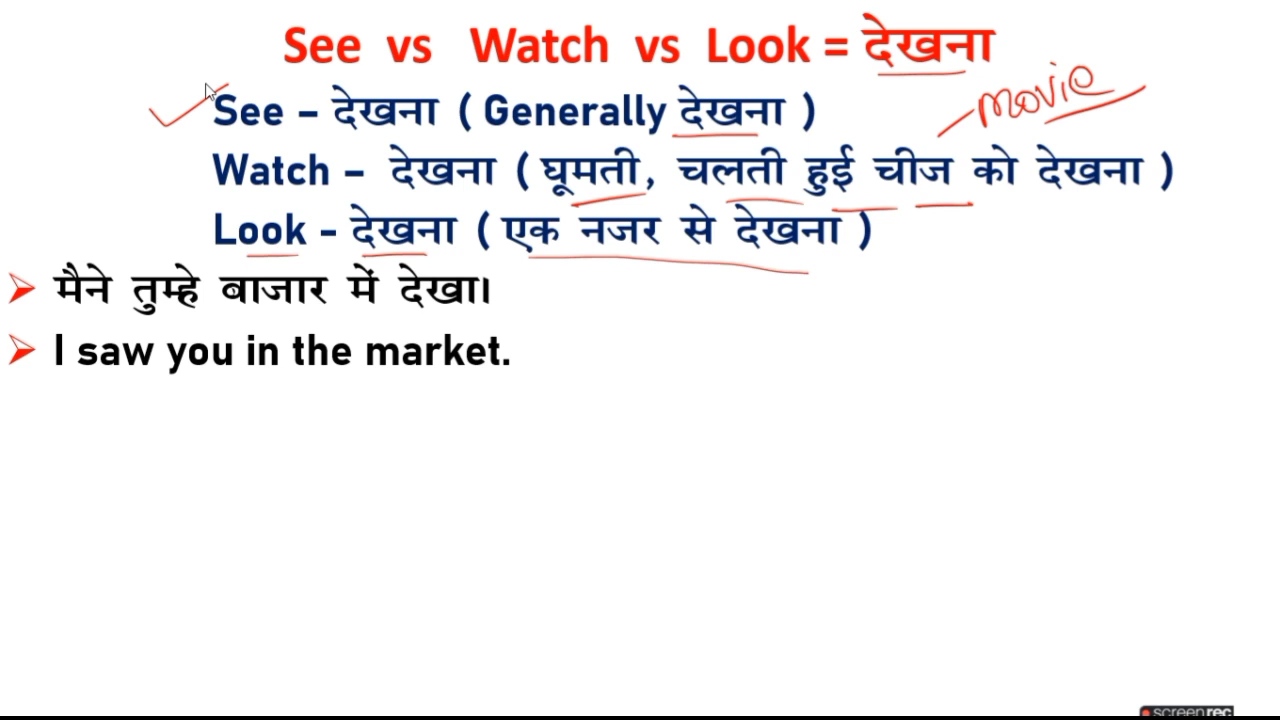 See vs Watch vs Look = देखना
movie
See – देखना ( Generally देखना )
Watch – देखना ( घूमती, चलती हुई चीज को देखना )
Look - देखना ( एक नजर से देखना )
मैने तुम्हे बाजार में देखा।
I saw you in the market.
screenrec